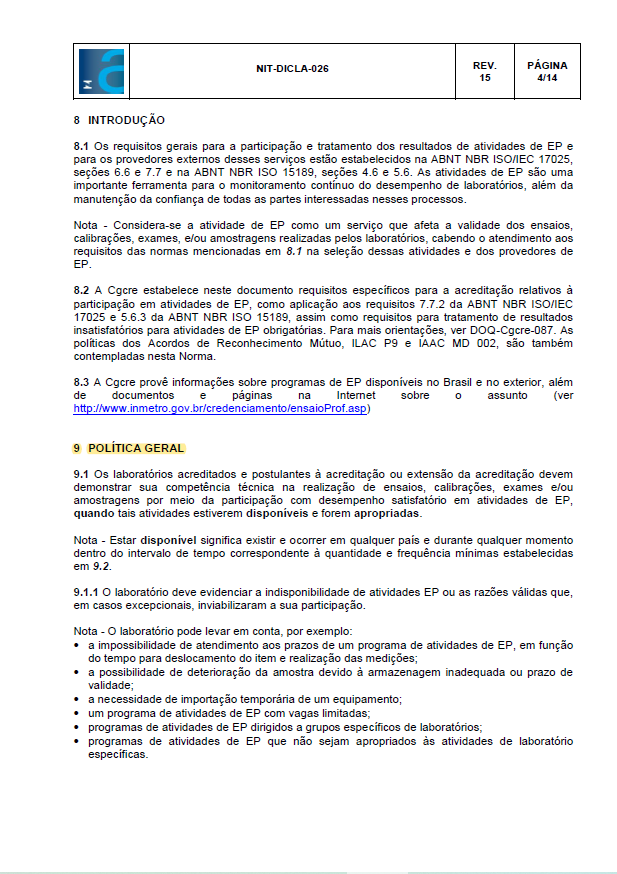 NIT-DICLA-026
REV.
15
PÁGINA
4/14
8 INTRODUÇÃO
8.1 Os requisitos gerais para a participação e tratamento dos resultados de atividades de EP e
para os provedores externos desses serviços estão estabelecidos na ABNT NBR ISO/IEC 17025,
seções 6.6 e 7.7 e na ABNT NBR ISO 15189, seções 4.6 e 5.6. As atividades de EP são uma
importante ferramenta para o monitoramento contínuo do desempenho de laboratórios, além da
manutenção da confiança de todas as partes interessadas nesses processos.
Nota - Considera-se a atividade de EP como um serviço que afeta a validade dos ensaios,
calibrações, exames, e/ou amostragens realizadas pelos laboratórios, cabendo o atendimento aos
requisitos das normas mencionadas em 8.1 na seleção dessas atividades e dos provedores de
EP.
8.2 A Cgcre estabelece neste documento requisitos específicos para a acreditação relativos à
participação em atividades de EP, como aplicação aos requisitos 7.7.2 da ABNT NBR ISO/IEC
17025 e 5.6.3 da ABNT NBR ISO 15189, assim como requisitos para tratamento de resultados
insatisfatórios para atividades de EP obrigatórias. Para mais orientações, ver DOQ-Cgcre-087. As
políticas dos Acordos de Reconhecimento Mútuo, ILAC P9 e IAAC MD 002, são também
contempladas nesta Norma.
8.3 A Cgcre provê informações sobre programas de EP disponíveis no Brasil e no exterior, além
de documentos e páginas na Internet sobre o assunto (ver
http://www.inmetro.gov.br/credenciamento/ensaioProf.asp)
9 POLÍTICA GERAL
9.1 Os laboratórios acreditados e postulantes à acreditação ou extensão da acreditação devem
demonstrar sua competência técnica na realização de ensaios, calibrações, exames e/ou
amostragens por meio da participação com desempenho satisfatório em atividades de EP,
quando tais atividades estiverem disponíveis e forem apropriadas.
Nota - Estar disponível significa existir e ocorrer em qualquer país e durante qualquer momento
dentro do intervalo de tempo correspondente à quantidade e frequência mínimas estabelecidas
em 9.2.
9.1.1 O laboratório deve evidenciar a indisponibilidade de atividades EP ou as razões válidas que,
em casos excepcionais, inviabilizaram a sua participação.
Nota - O laboratório pode levar em conta, por exemplo:
• a impossibilidade de atendimento aos prazos de um programa de atividades de EP, em função
do tempo para deslocamento do item e realização das medições;
• a possibilidade de deterioração da amostra devido à armazenagem inadequada ou prazo de
validade;
• a necessidade de importação temporária de um equipamento;
• um programa de atividades de EP com vagas limitadas;
• programas de atividades de EP dirigidos a grupos específicos de laboratórios;
• programas de atividades de EP que não sejam apropriados às atividades de laboratório
específicas.